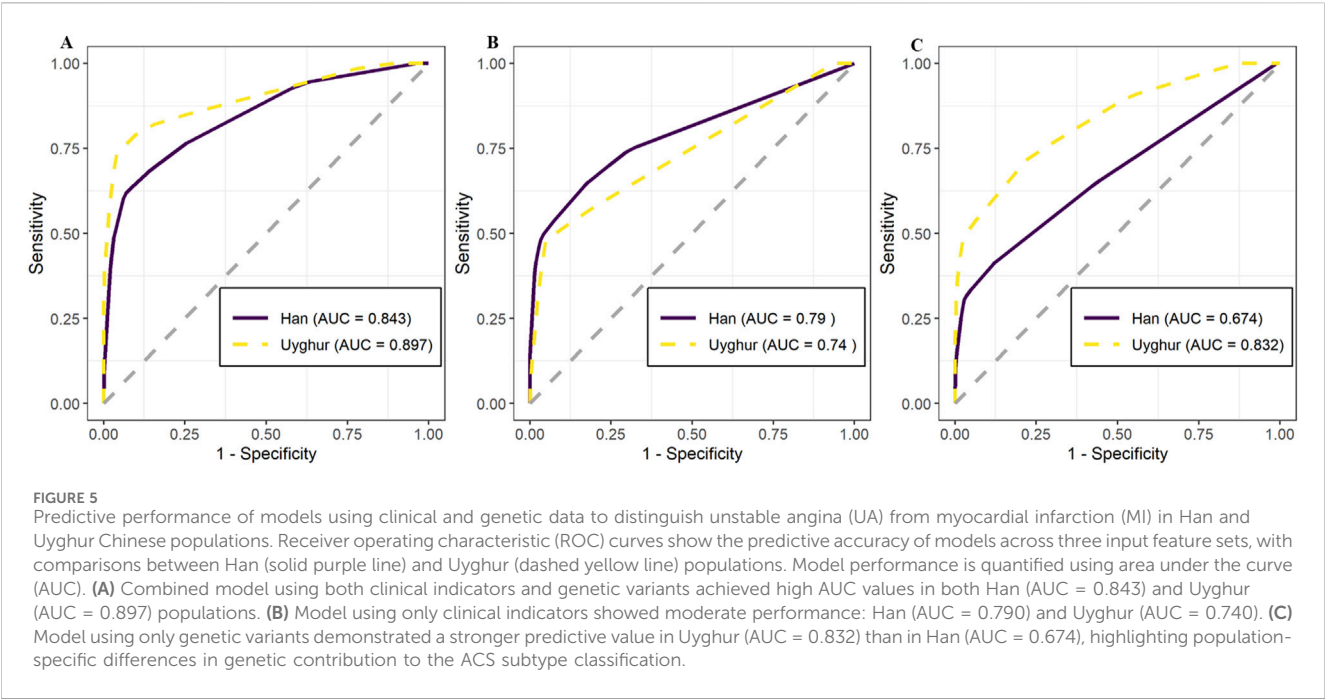 A
1.00
0.75
0.50
0.25
0.00
Sensitivity
Han (AUC = 0.843)
Uyghur (AUC = 0.897)
0.00 0.25 0.50 0.75 1.00
1 - Specificity
B
1.00
0.75
0.50
0.25
0.00
Sensitivity
Han (AUC = 0.79 )
Uyghur (AUC = 0.74 )
0.00 0.25 0.50 0.75 1.00
1 - Specificity
C
1.00
0.75
0.50
0.25
0.00
Sensitivity
Han (AUC = 0.674)
Uyghur (AUC = 0.832)
0.00 0.25 0.50 0.75 1.00
1 - Specificity
FIGURE 5
Predictive performance of models using clinical and genetic data to distinguish unstable angina (UA) from myocardial infarction (MI) in Han and
Uyghur Chinese populations. Receiver operating characteristic (ROC) curves show the predictive accuracy of models across three input feature sets, with
comparisons between Han (solid purple line) and Uyghur (dashed yellow line) populations. Model performance is quantified using area under the curve
(AUC). (A) Combined model using both clinical indicators and genetic variants achieved high AUC values in both Han (AUC = 0.843) and Uyghur
(AUC = 0.897) populations. (B) Model using only clinical indicators showed moderate performance: Han (AUC = 0.790) and Uyghur (AUC = 0.740). (C)
Model using only genetic variants demonstrated a stronger predictive value in Uyghur (AUC = 0.832) than in Han (AUC = 0.674), highlighting population-
specific differences in genetic contribution to the ACS subtype classification.